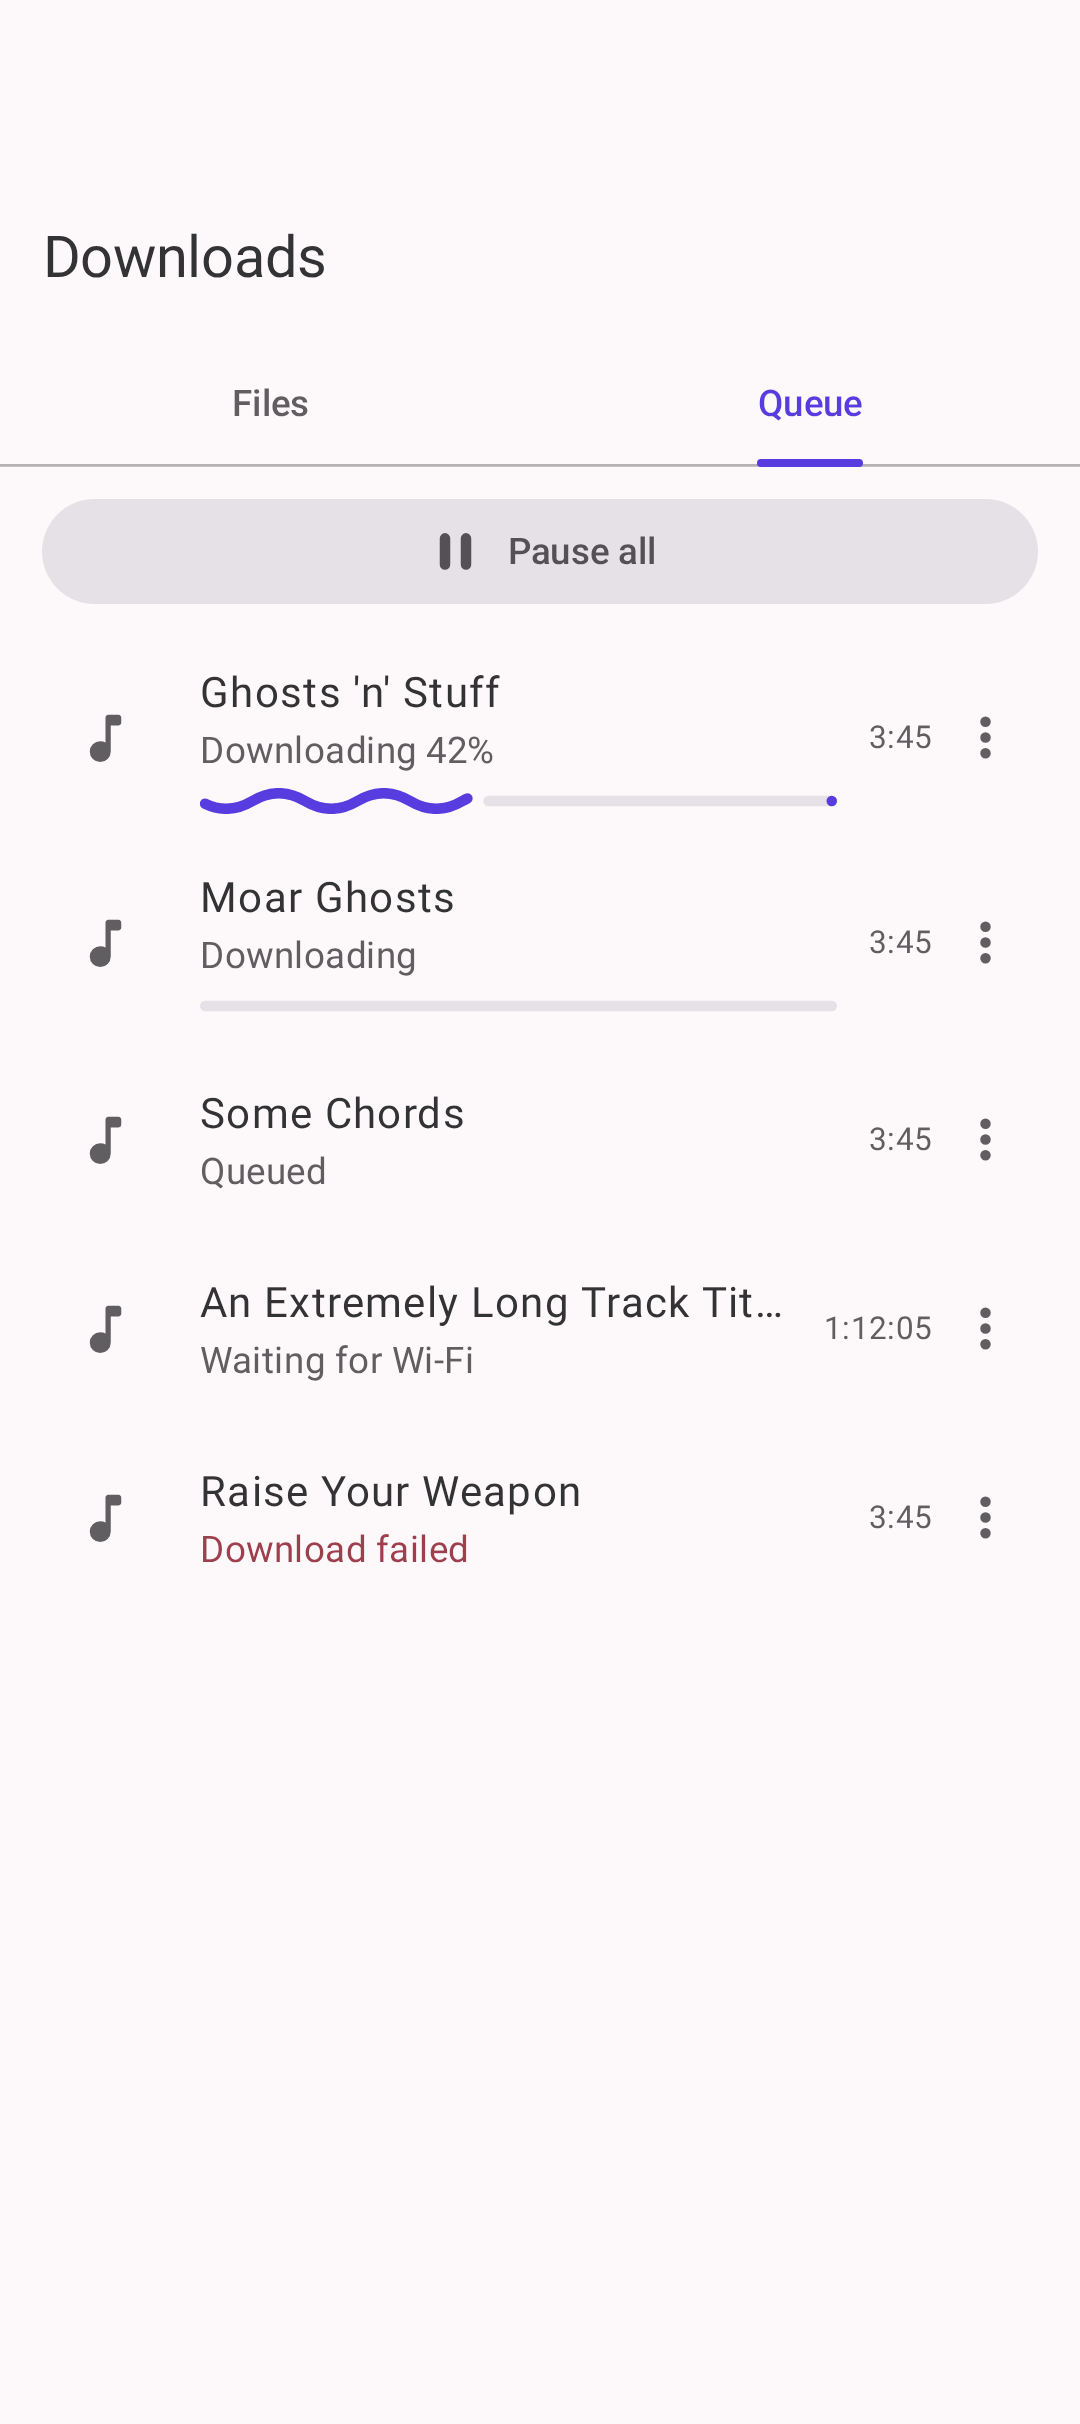 Downloads
Files
Queue
Pause all
Ghosts 'n' Stuff
Downloading 42%
3:45
Moar Ghosts
Downloading
3:45
Some Chords
Queued
3:45
An Extremely Long Track Tit…
Waiting for Wi-Fi
1:12:05
Raise Your Weapon
Download failed
3:45